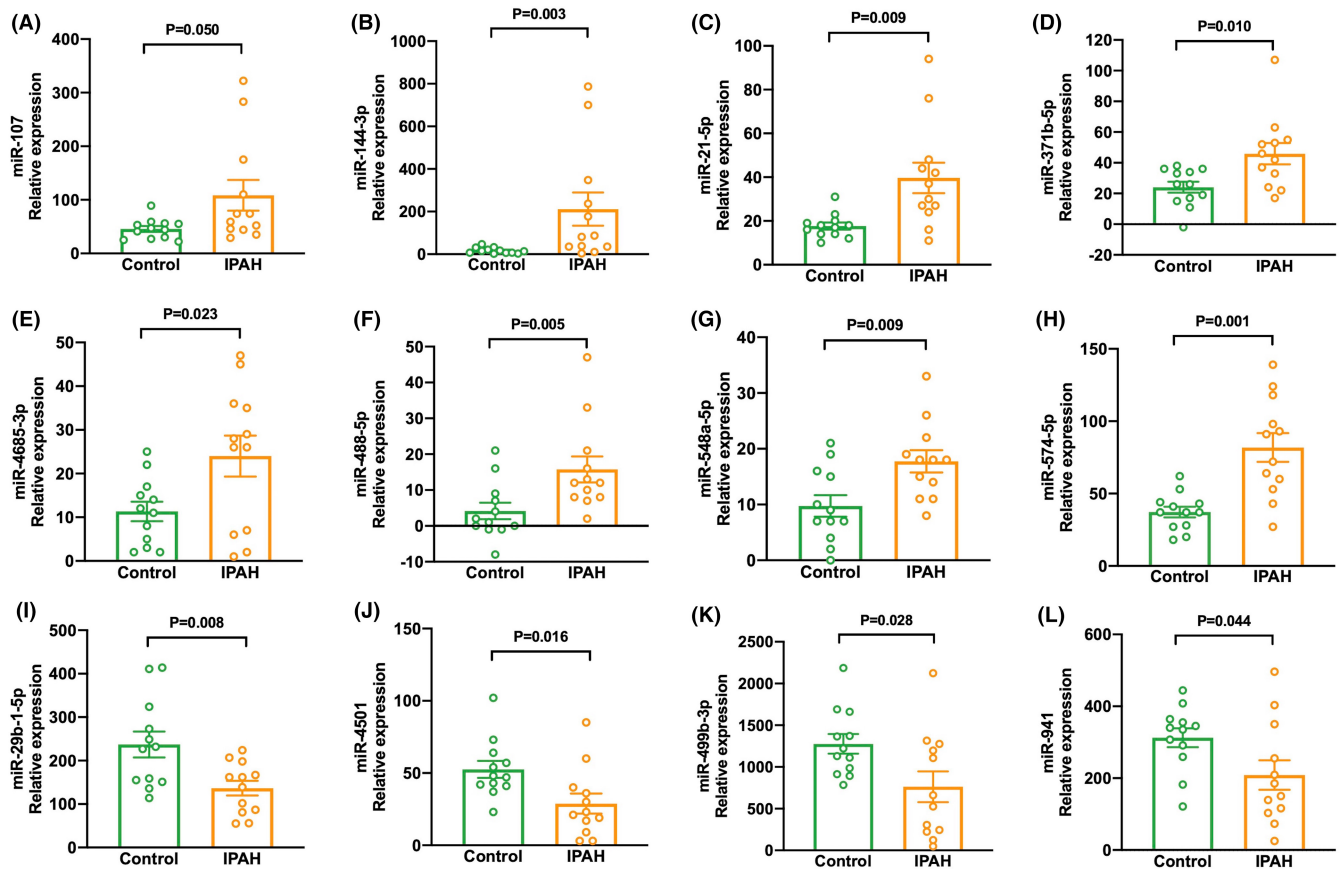 (A)
P=0.050
miR-107
Relative expression
400
300
200
100
0
Control IPAH
(B)
P=0.003
miR-144-3p
Relative expression
1000
800
600
400
200
0
Control IPAH
(C)
P=0.009
miR-21-5p
Relative expression
100
80
60
40
20
0
Control IPAH
(D)
P=0.010
miR-371b-5p
Relative expression
120
100
80
60
40
20
0
-20
Control IPAH
(E)
P=0.023
miR-4685-3p
Relative expression
50
40
30
20
10
0
Control IPAH
(F)
P=0.005
miR-488-5p
Relative expression
50
40
30
20
10
0
-10
Control IPAH
(G)
P=0.009
miR-548a-5p
Relative expression
40
30
20
10
0
Control IPAH
(H)
P=0.001
miR-574-5p
Relative expression
150
100
50
0
Control IPAH
(I)
P=0.008
miR-29b-1-5p
Relative expression
500
400
300
200
100
0
Control IPAH
(J)
P=0.016
miR-4501
Relative expression
150
100
50
0
Control IPAH
(K)
P=0.028
miR-499b-3p
Relative expression
2500
2000
1500
1000
500
0
Control IPAH
(L)
P=0.044
miR-941
Relative expression
600
400
200
0
Control IPAH